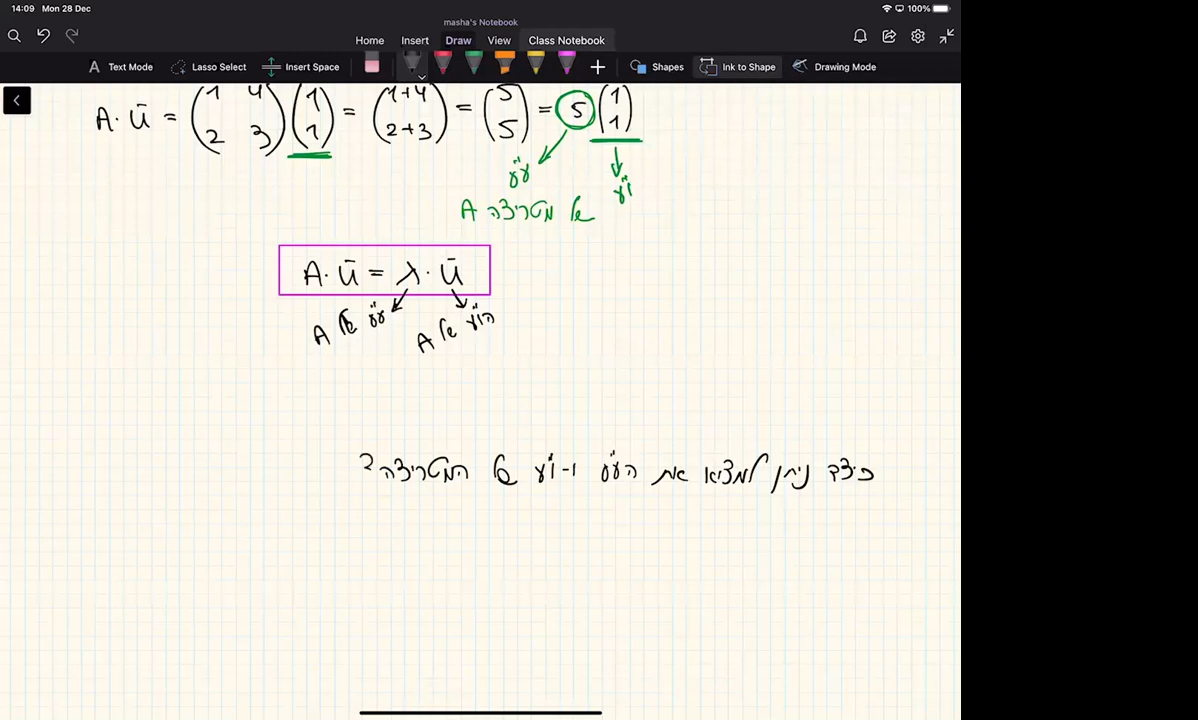 14:09 Mon 28 Dec
100%
masha's Notebook
Home Insert Draw View Class Notebook
Text Mode Lasso Select Insert Space Shapes Ink to Shape Drawing Mode
A · ū = (1 4; 2 3) (1; 1) = (1+4; 2+3) = (5; 5) = 5 (1; 1)
ע"ע ו"ע
של מטריצה A
A · ū = λ · ū
ע"ע של A
הו"ע של A
כיצד ניתן למצוא את הע"ע ו-ו"ע של המטריצה?